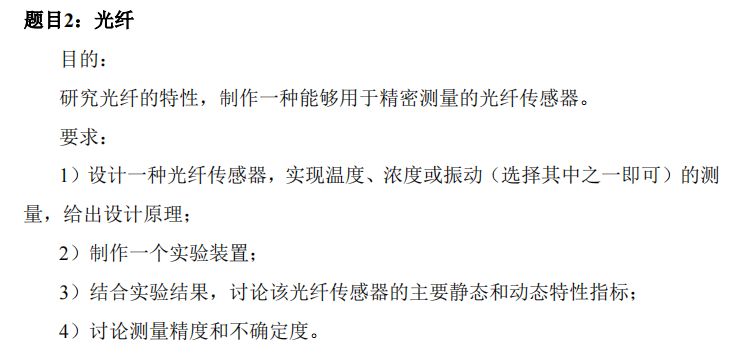 题目2：光纤
目的：
研究光纤的特性，制作一种能够用于精密测量的光纤传感器。
要求：
1）设计一种光纤传感器，实现温度、浓度或振动（选择其中之一即可）的测
量，给出设计原理；
2）制作一个实验装置；
3）结合实验结果，讨论该光纤传感器的主要静态和动态特性指标；
4）讨论测量精度和不确定度。